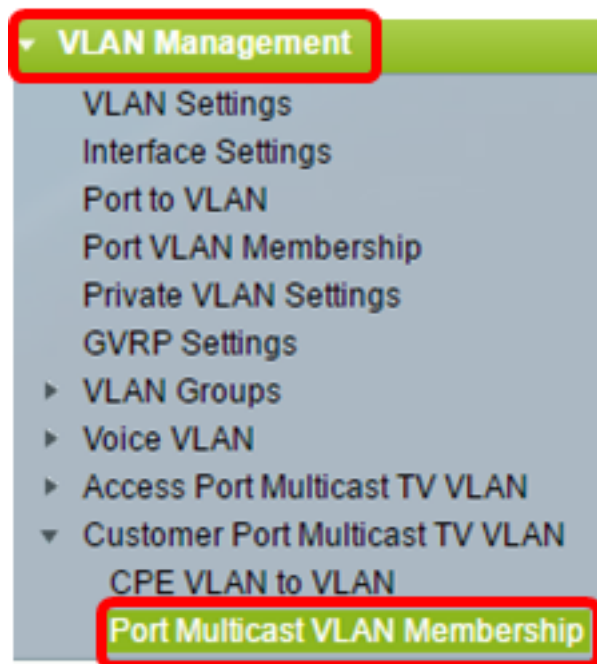 VLAN Management
VLAN Settings
Interface Settings
Port to VLAN
Port VLAN Membership
Private VLAN Settings
GVRP Settings
VLAN Groups
Voice VLAN
Access Port Multicast TV VLAN
Customer Port Multicast TV VLAN
CPE VLAN to VLAN
Port Multicast VLAN Membership